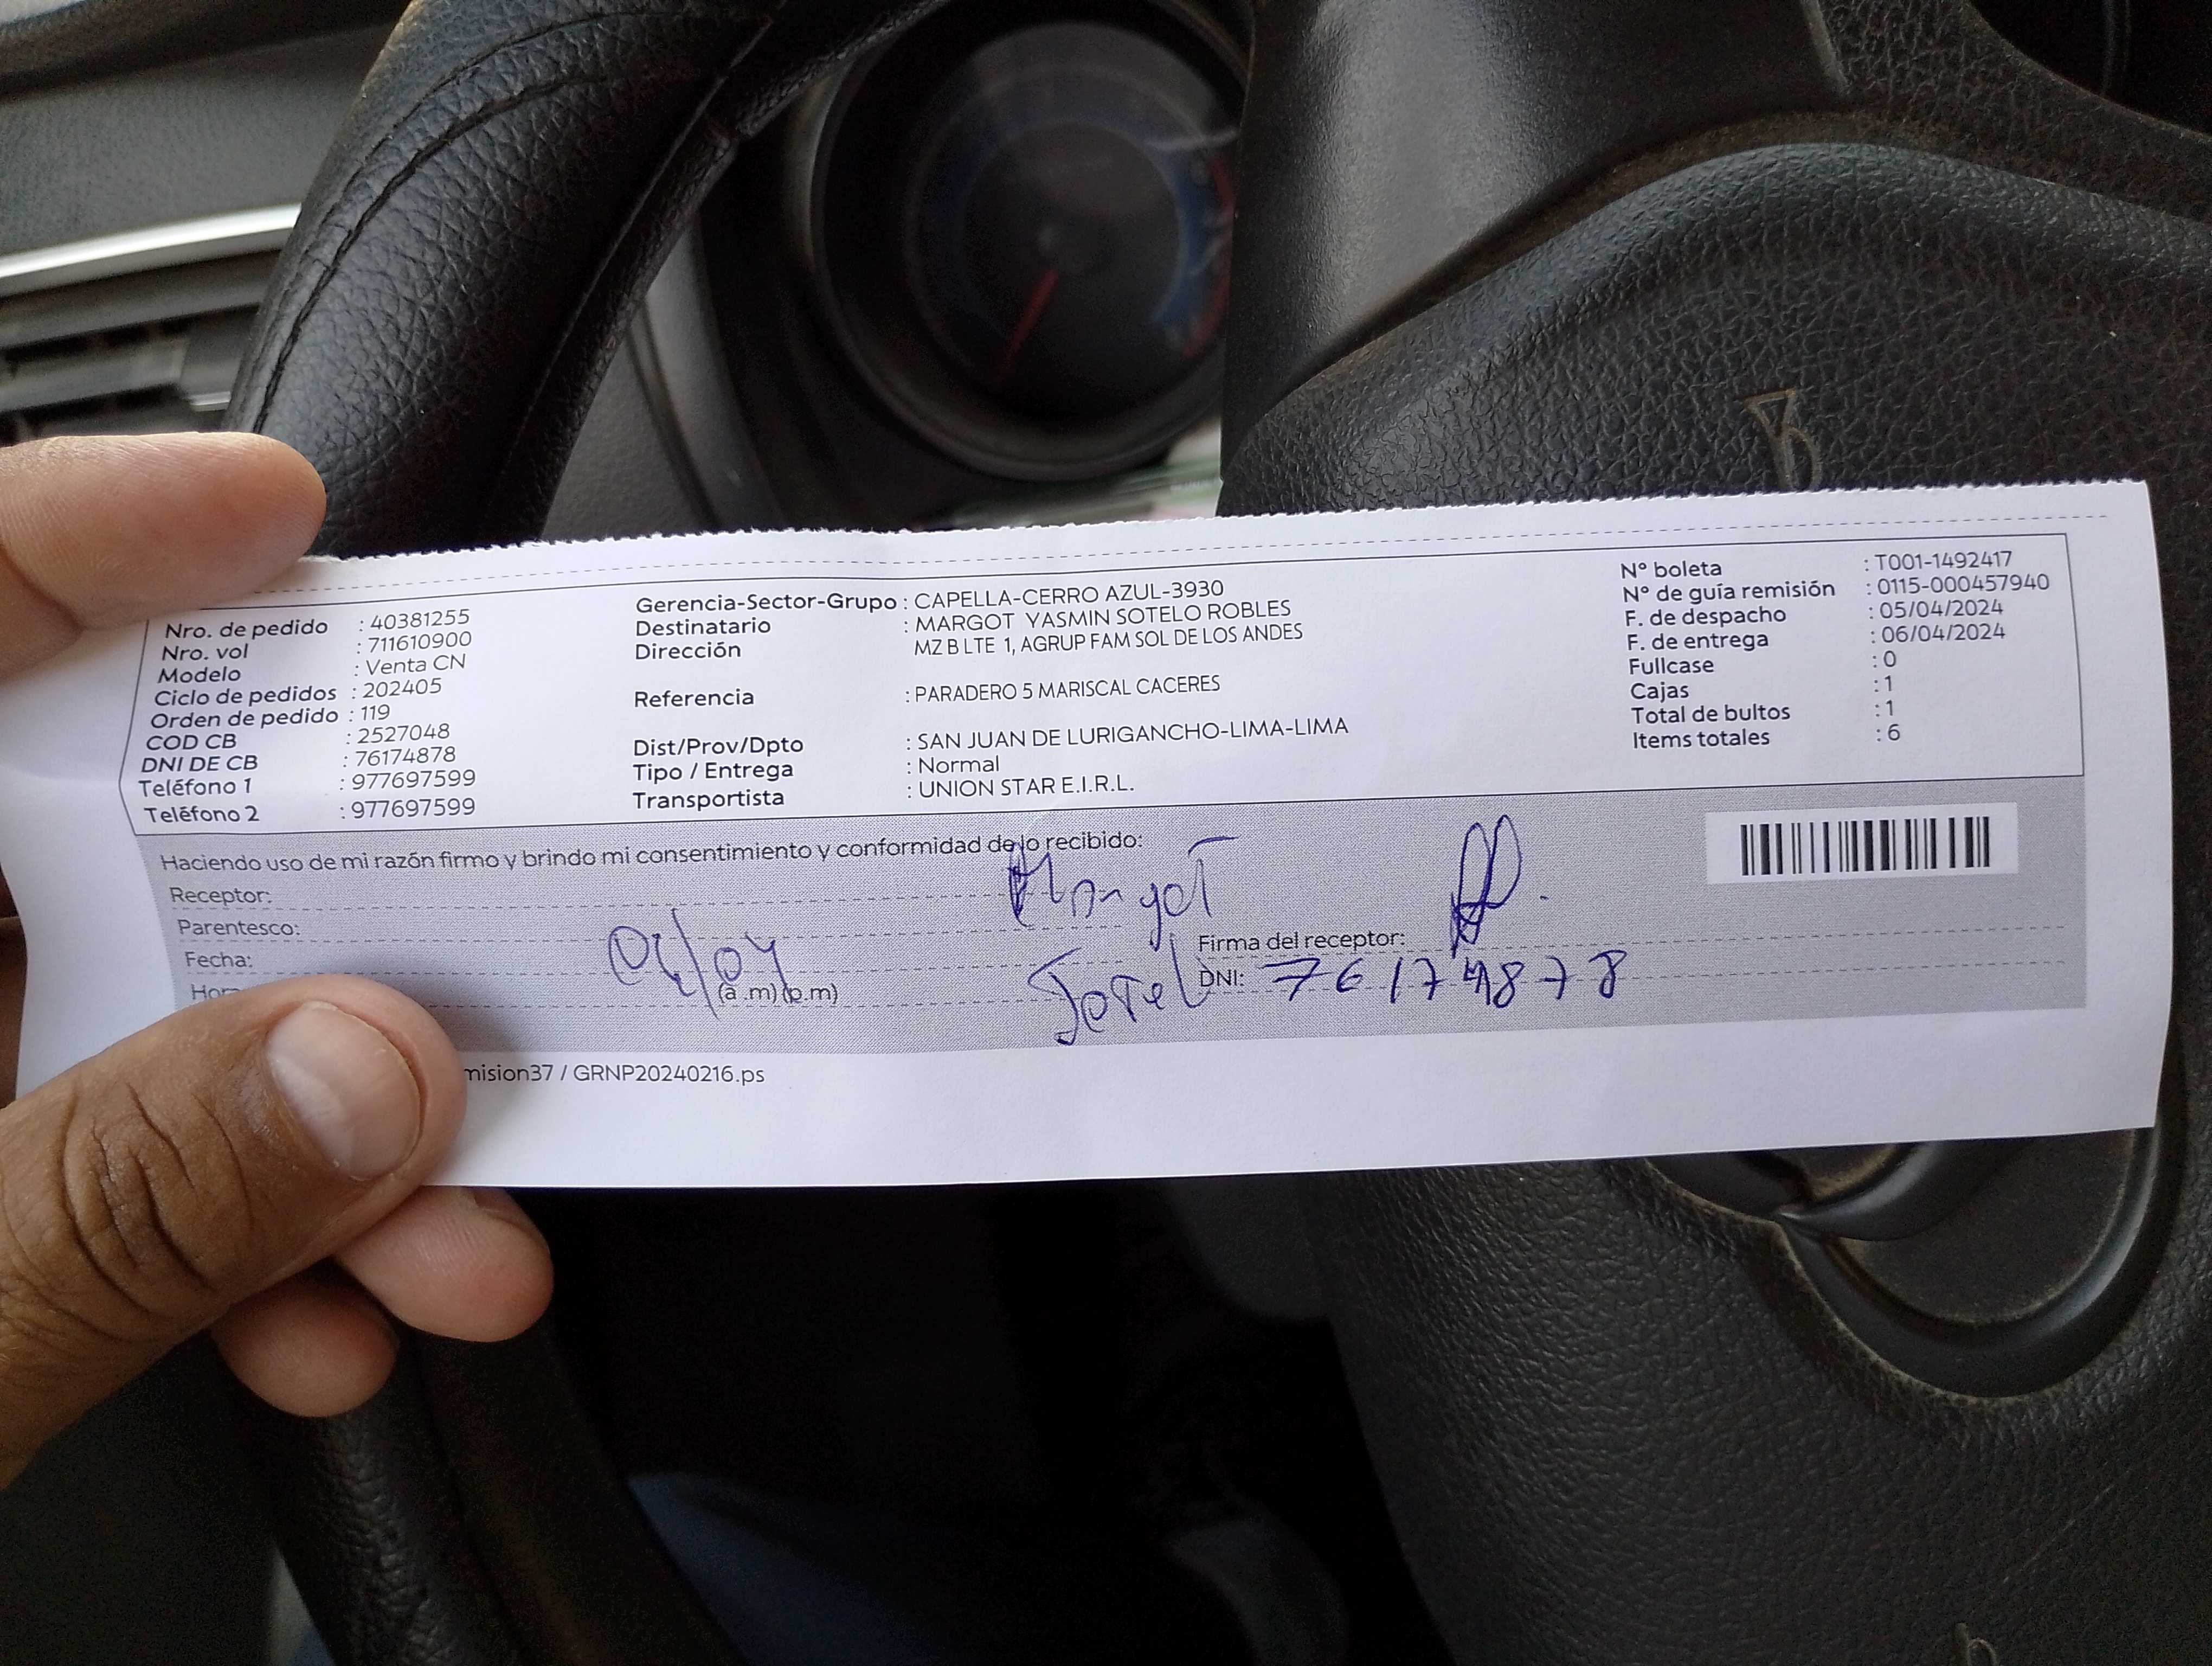 Nro. de pedido : 40381255
Nro. vol : 711610900
Modelo : Venta CN
Ciclo de pedidos : 202405
Orden de pedido : 119
COD CB : 2527048
DNI DE CB : 76174878
Teléfono 1 : 977697599
Teléfono 2 : 977697599
Gerencia-Sector-Grupo : CAPELLA-CERRO AZUL-3930
Destinatario : MARGOT YASMIN SOTELO ROBLES
Dirección MZ B LTE 1, AGRUP FAM SOL DE LOS ANDES
Referencia : PARADERO 5 MARISCAL CACERES
Dist/Prov/Dpto : SAN JUAN DE LURIGANCHO-LIMA-LIMA
Tipo / Entrega : Normal
Transportista : UNION STAR E.I.R.L.
N° boleta : T001-1492417
N° de guía remisión : 0115-000457940
F. de despacho : 05/04/2024
F. de entrega : 06/04/2024
Fullcase : 0
Cajas : 1
Total de bultos : 1
Items totales : 6
Haciendo uso de mi razón firmo y brindo mi consentimiento y conformidad de lo recibido:
Receptor: Margot
Parentesco:
Firma del receptor:
Fecha: 06/04
(a .m) (p.m) Sotel DNI: 76174878
mision37 / GRNP20240216.ps